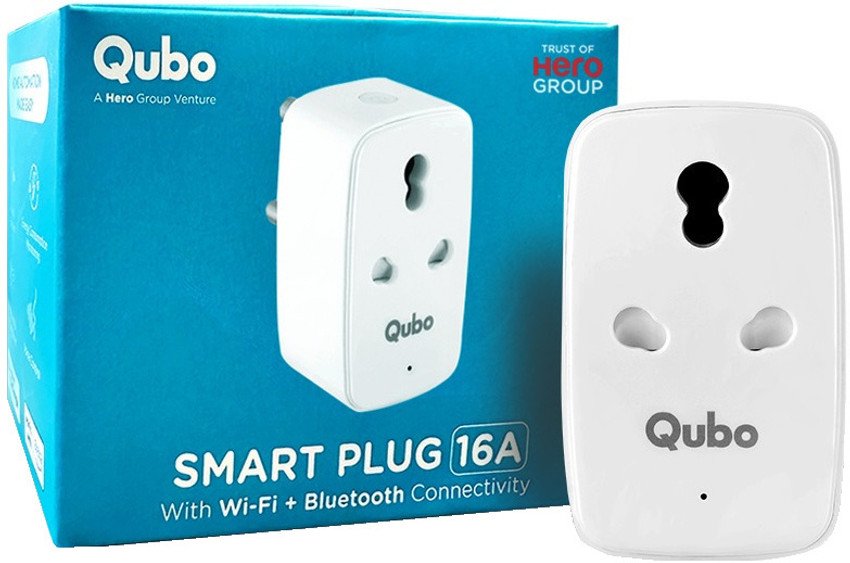 Qubo
A Hero Group Venture
TRUST OF
Hero
GROUP
Qubo
SMART PLUG 16A
With Wi-Fi + Bluetooth Connectivity
Qubo